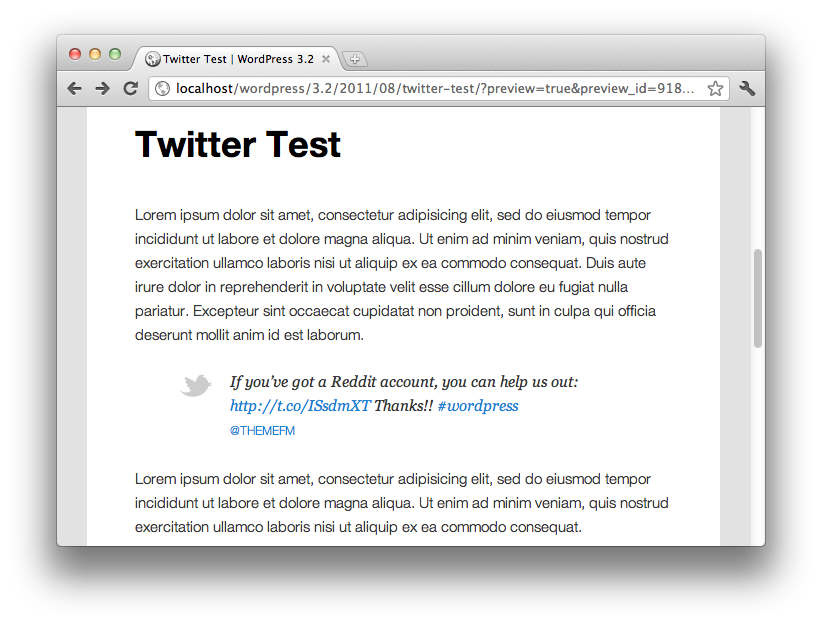 Twitter Test | WordPress 3.2
localhost/wordpress/3.2/2011/08/twitter-test/?preview=true&preview_id=918...
Twitter Test
Lorem ipsum dolor sit amet, consectetur adipisicing elit, sed do eiusmod tempor
incididunt ut labore et dolore magna aliqua. Ut enim ad minim veniam, quis nostrud
exercitation ullamco laboris nisi ut aliquip ex ea commodo consequat. Duis aute
irure dolor in reprehenderit in voluptate velit esse cillum dolore eu fugiat nulla
pariatur. Excepteur sint occaecat cupidatat non proident, sunt in culpa qui officia
deserunt mollit anim id est laborum.
If you’ve got a Reddit account, you can help us out:
http://t.co/ISsdmXT Thanks!! #wordpress
@THEMEFM
Lorem ipsum dolor sit amet, consectetur adipisicing elit, sed do eiusmod tempor
incididunt ut labore et dolore magna aliqua. Ut enim ad minim veniam, quis nostrud
exercitation ullamco laboris nisi ut aliquip ex ea commodo consequat.